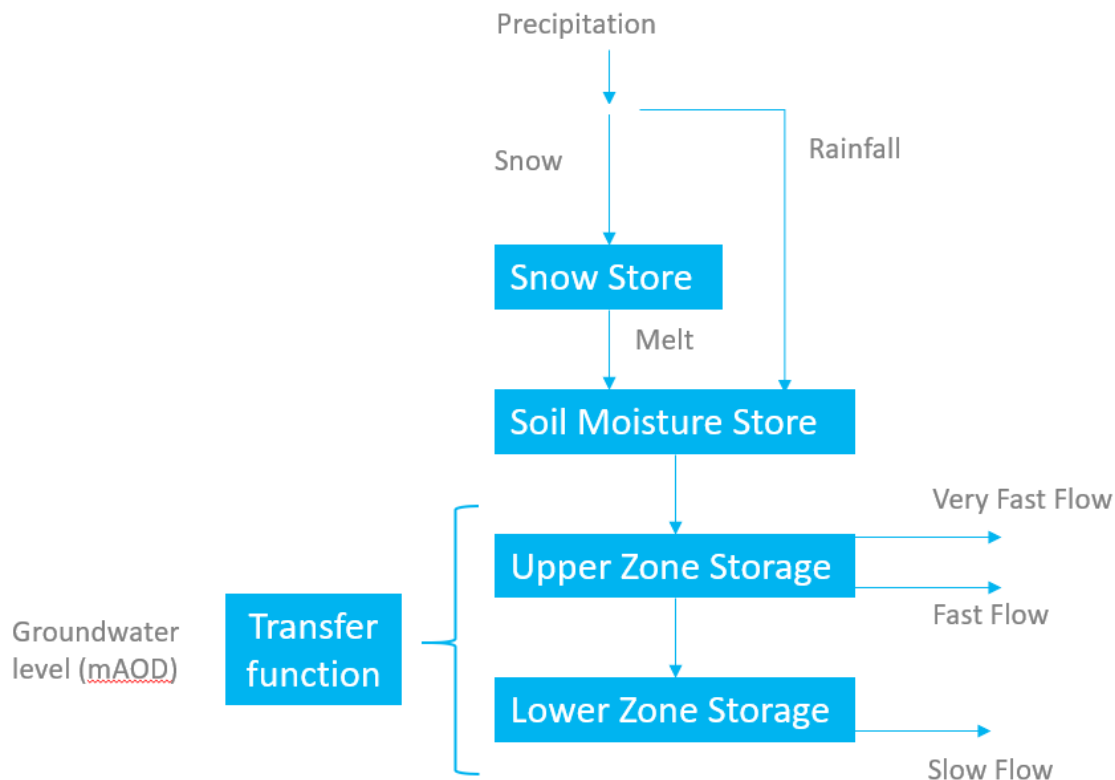 Precipitation
Snow
Rainfall
Snow Store
Melt
Soil Moisture Store
Very Fast Flow
Upper Zone Storage
Fast Flow
Groundwater
level (mAOD)
Transfer
function
Lower Zone Storage
Slow Flow